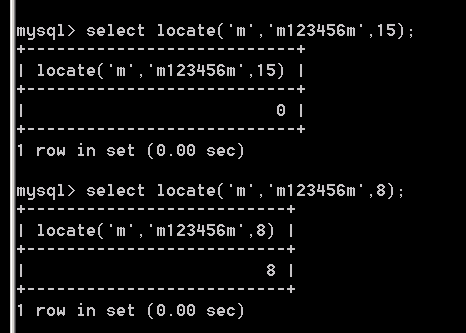 mysql> select locate('m','m123456m',15);
+---------------------------+
| locate('m','m123456m',15) |
+---------------------------+
|                         0 |
+---------------------------+
1 row in set (0.00 sec)
mysql> select locate('m','m123456m',8);
+--------------------------+
| locate('m','m123456m',8) |
+--------------------------+
|                        8 |
+--------------------------+
1 row in set (0.00 sec)